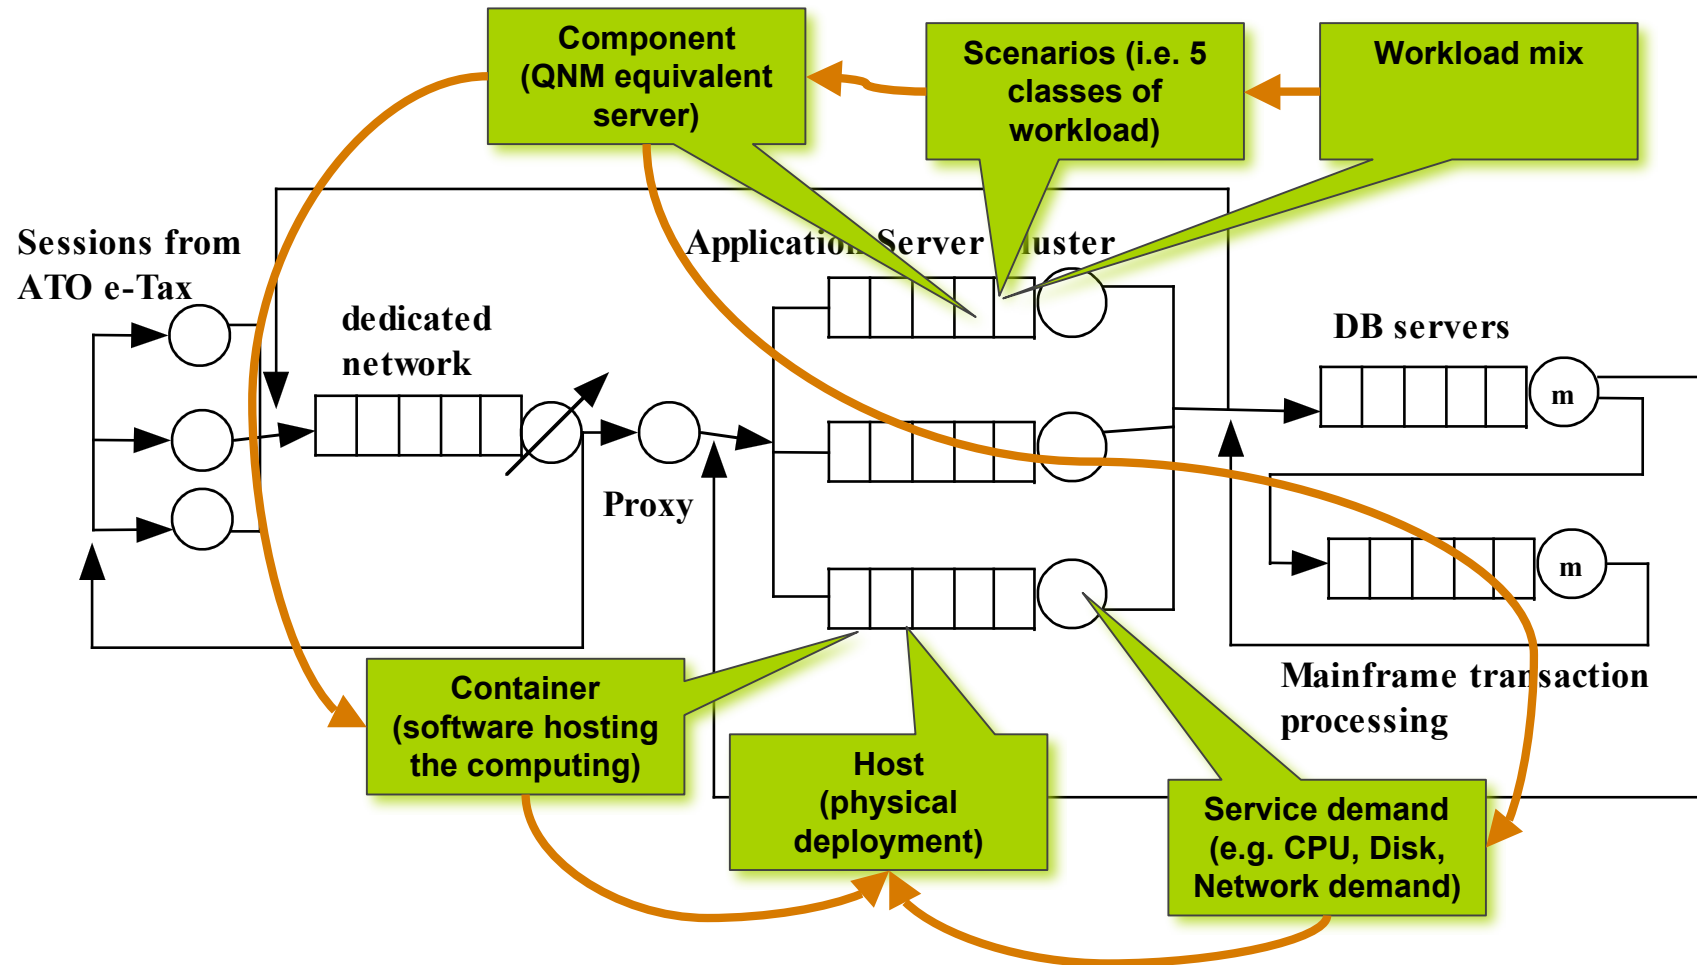 Component
(QNM equivalent
server)
Scenarios (i.e. 5
classes of
workload)
Workload mix
Sessions from
ATO e-Tax
Application Server Cluster
dedicated
network
DB servers
m
Proxy
m
Mainframe transaction
processing
Container
(software hosting
the computing)
Host
(physical
deployment)
Service demand
(e.g. CPU, Disk,
Network demand)